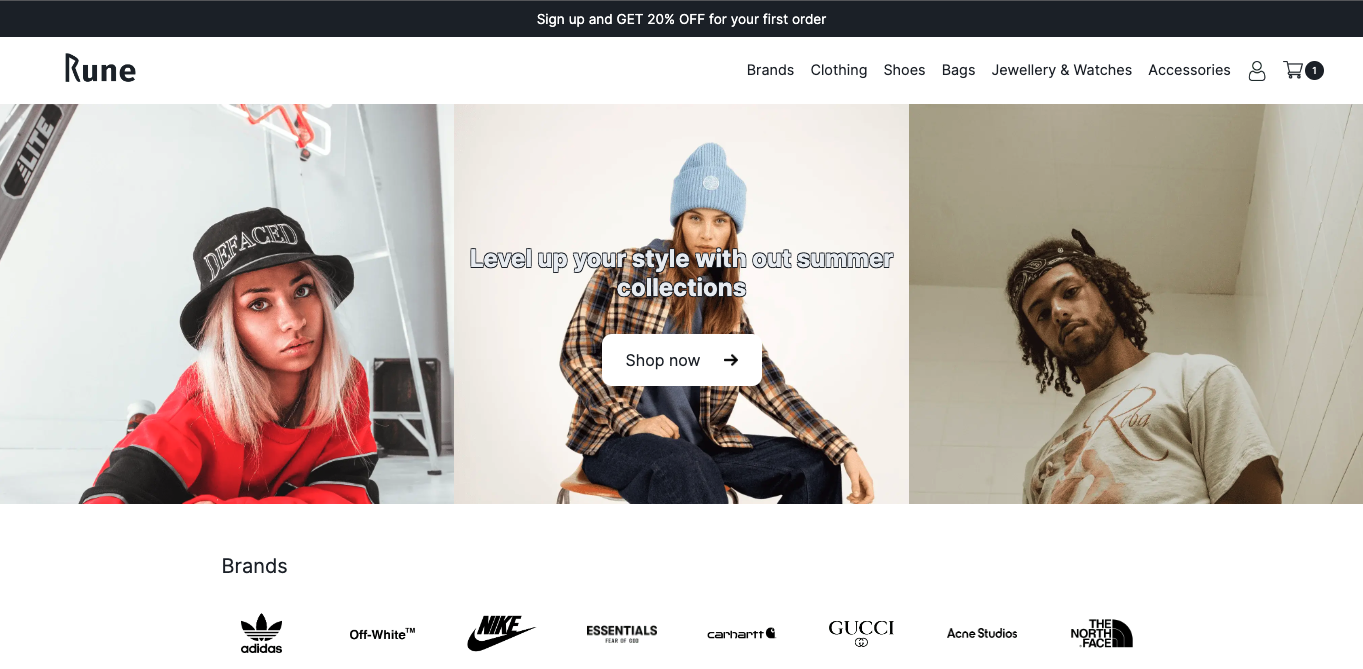 Sign up and GET 20% OFF for your first order
Rune
Brands Clothing Shoes Bags Jewellery & Watches Accessories 1
ELITE
DEFACED
Level up your style with out summer
collections
Shop now
Roa
Brands
adidas
Off-White™
NIKE
ESSENTIALS
FEAR OF GOD
carhartt
GUCCI
Acne Studios
THE
NORTH
FACE